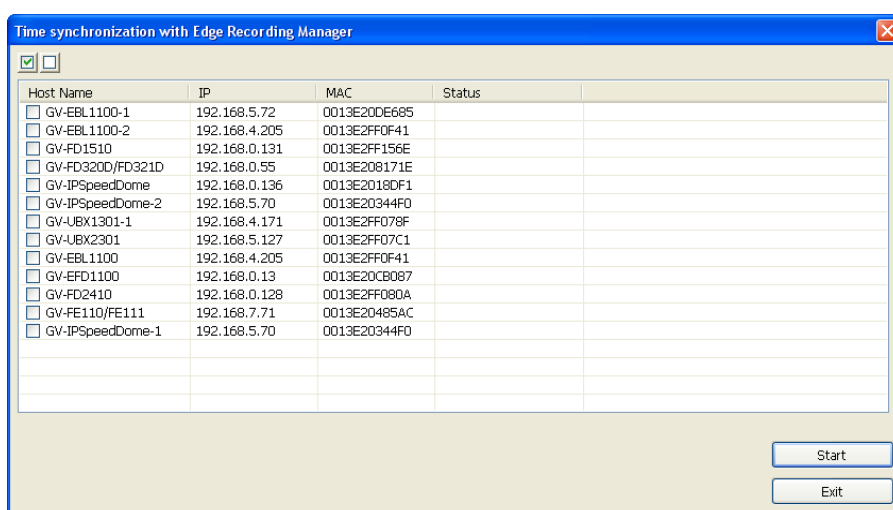 Time synchronization with Edge Recording Manager
Host Name IP MAC Status
GV-EBL1100-1 192.168.5.72 0013E20DE685
GV-EBL1100-2 192.168.4.205 0013E2FF0F41
GV-FD1510 192.168.0.131 0013E2FF156E
GV-FD320D/FD321D 192.168.0.55 0013E208171E
GV-IPSpeedDome 192.168.0.136 0013E2018DF1
GV-IPSpeedDome-2 192.168.5.70 0013E20344F0
GV-UBX1301-1 192.168.4.171 0013E2FF078F
GV-UBX2301 192.168.5.127 0013E2FF07C1
GV-EBL1100 192.168.4.205 0013E2FF0F41
GV-EFD1100 192.168.0.13 0013E20CB087
GV-FD2410 192.168.0.128 0013E2FF080A
GV-FE110/FE111 192.168.7.71 0013E20485AC
GV-IPSpeedDome-1 192.168.5.70 0013E20344F0
Start
Exit